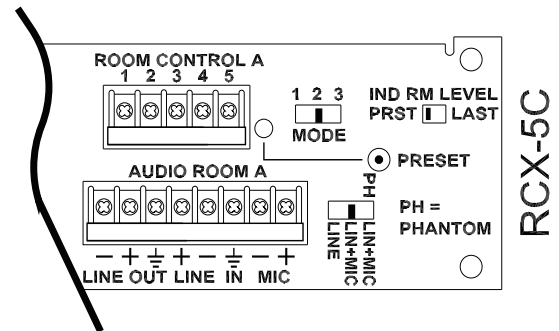 ROOM CONTROL A
1 2 3 4 5
1 2 3
MODE
IND RM LEVEL
PRST LAST
PRESET
AUDIO ROOM A
− + ⏚ + − ⏚ − +
LINE OUT LINE IN MIC
LINE
LIN+MIC
LIN+MIC PH
PH =
PHANTOM
RCX-5C